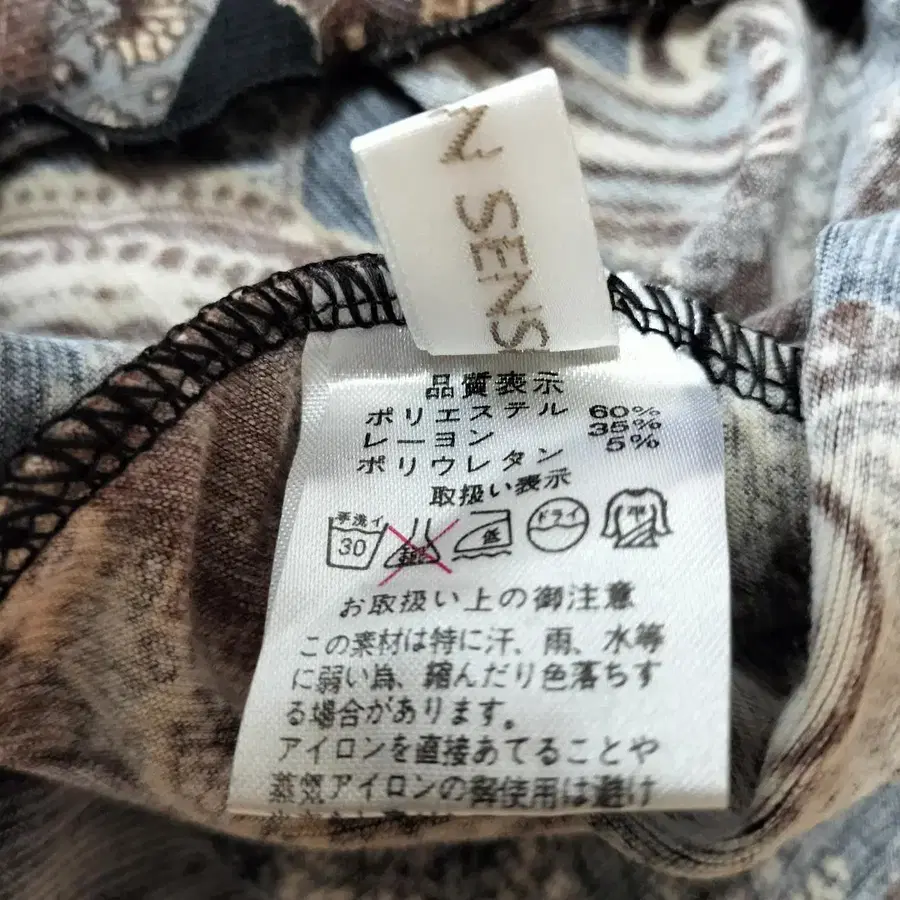 N SENS
品質表示
ポリエステル 60%
レーヨン 35%
ポリウレタン 5%
取扱い表示
手洗イ 30 低 ドライ
お取扱い上の御注意
この素材は特に汗、雨、水等
に弱い為、縮んだり色落ちす
る場合があります。
アイロンを直接あてることや
蒸気アイロンの御使用は避け